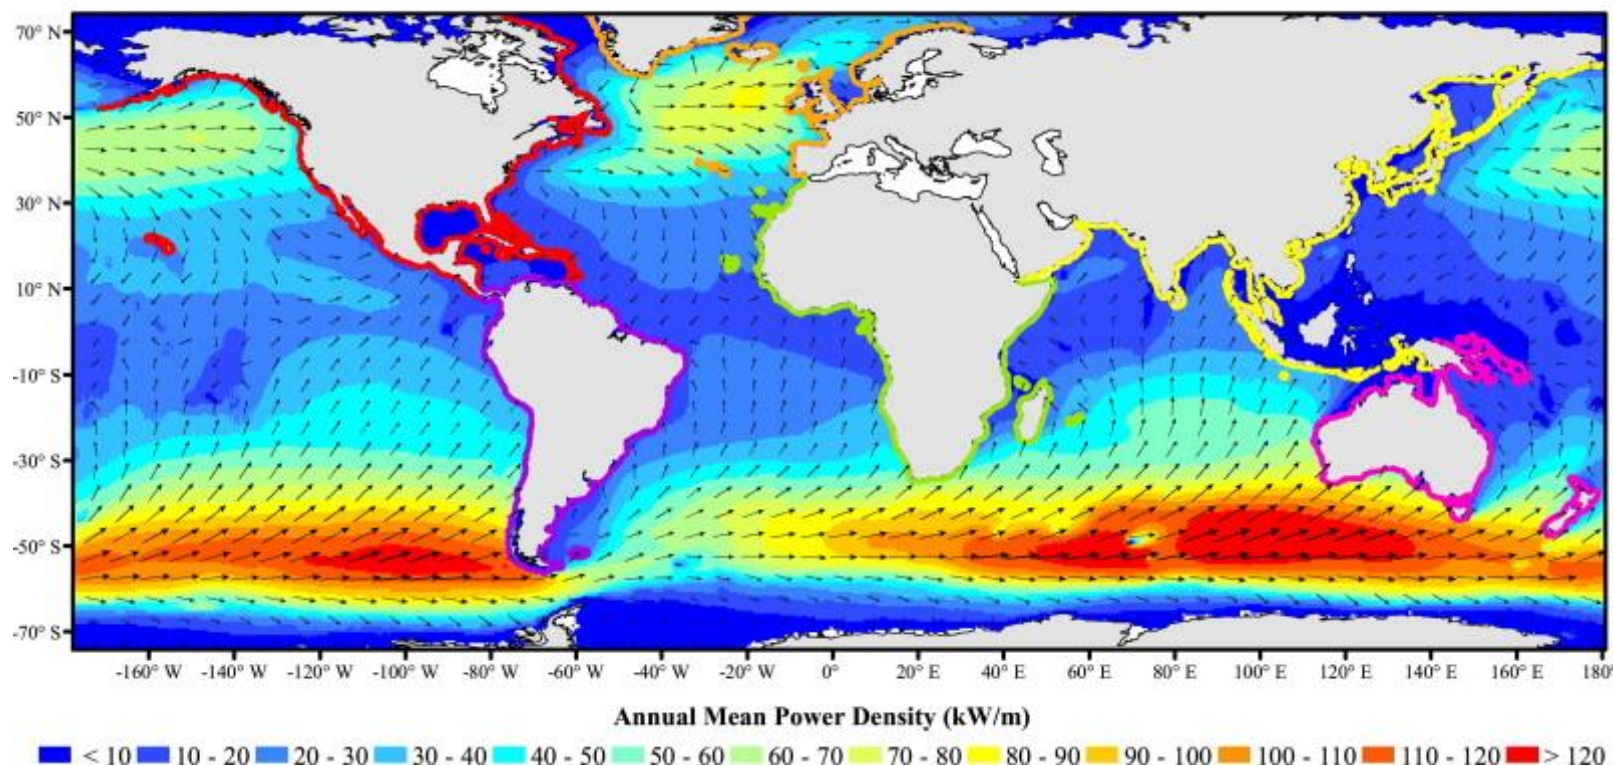 70° N
50° N
30° N
10° N
-10° S
-30° S
-50° S
-70° S
-160° W -140° W -120° W -100° W -80° W -60° W -40° W -20° W 0° 20° E 40° E 60° E 80° E 100° E 120° E 140° E 160° E 180°
Annual Mean Power Density (kW/m)
< 10 10 - 20 20 - 30 30 - 40 40 - 50 50 - 60 60 - 70 70 - 80 80 - 90 90 - 100 100 - 110 110 - 120 > 120